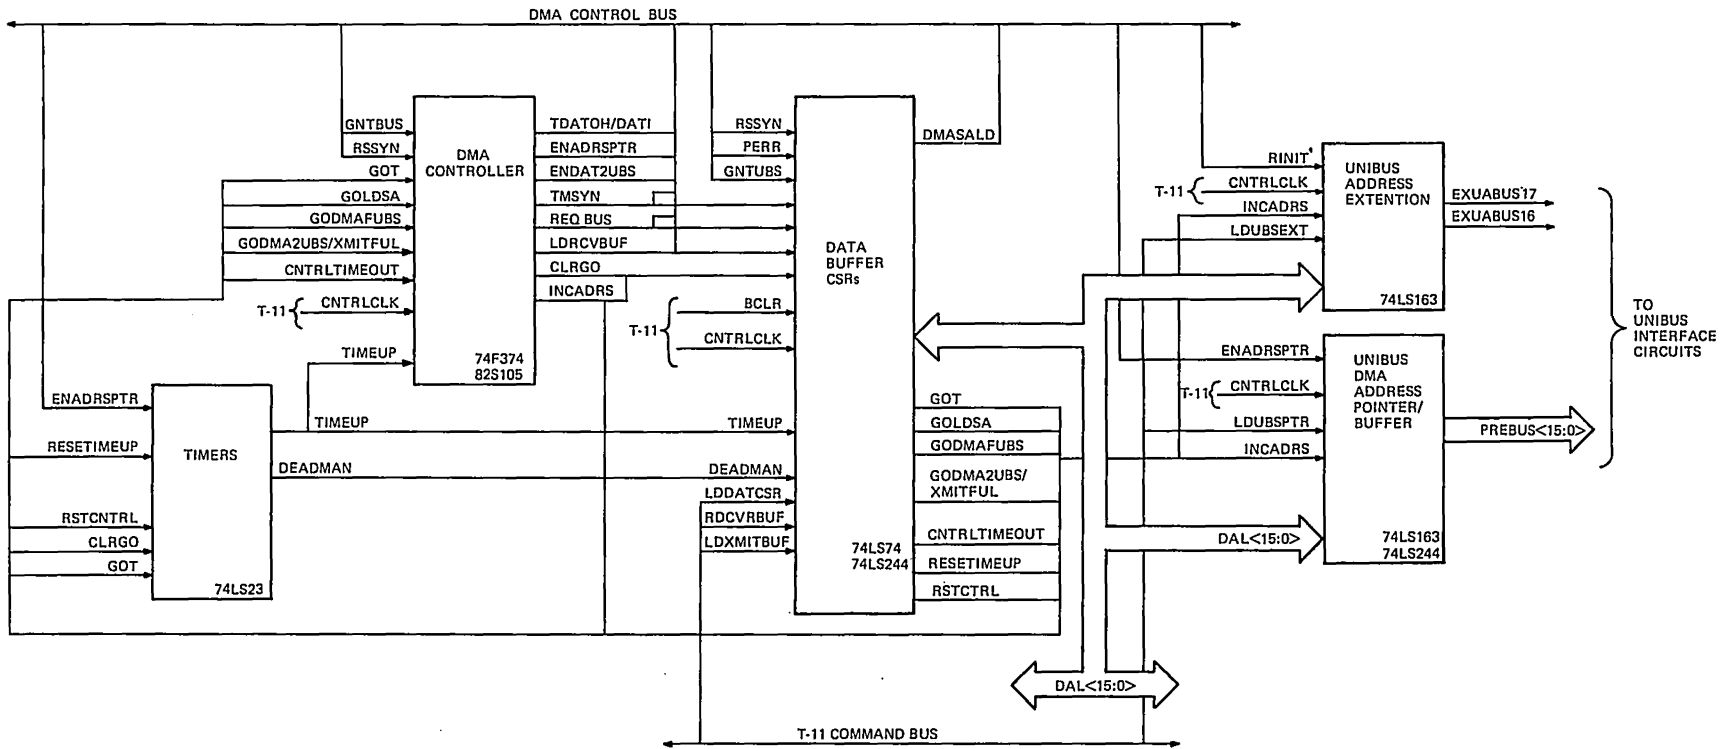 DMA CONTROL BUS
GNTBUS
RSSYN
GOT
GOLDSA
GODMAFUBS
GODMA2UBS/XMITFUL
CNTRLTIMEOUT
T-11 { CNTRLCLK
TIMEUP
DMA
CONTROLLER
74F374
82S105
TDATOH/DATI
ENADRSPTR
ENDAT2UBS
TMSYN
REQ BUS
LDRCVBUF
CLRGO
INCADRS
ENADRSPTR
RESETIMEUP
RSTCNTRL
CLRGO
GOT
TIMERS
74LS23
TIMEUP
DEADMAN
RSSYN
PERR
GNTUBS
T-11 {
BCLR
CNTRLCLK
TIMEUP
DEADMAN
LDDATCSR
RDCVRBUF
LDXMITBUF
DATA
BUFFER
CSRs
74LS74
74LS244
DMASALD
GOT
GOLDSA
GODMAFUBS
GODMA2UBS/
XMITFUL
CNTRLTIMEOUT
RESETIMEUP
RSTCTRL
RINIT
T-11 { CNTRLCLK
INCADRS
LDUBSEXT
UNIBUS
ADDRESS
EXTENTION
74LS163
EXUABUS17
EXUABUS16
ENADRSPTR
T-11 { CNTRLCLK
LDUBSPTR
INCADRS
DAL<15:0>
UNIBUS
DMA
ADDRESS
POINTER/
BUFFER
74LS163
74LS244
PREBUS<15:0>
TO
UNIBUS
INTERFACE
CIRCUITS
DAL<15:0>
T-11 COMMAND BUS